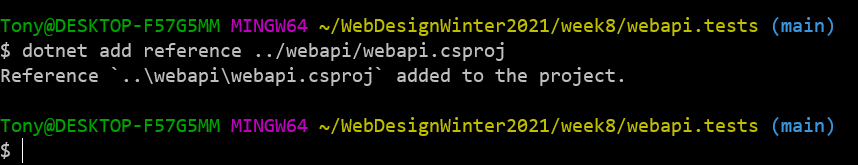 Tony@DESKTOP-F57G5MM MINGW64 ~/WebDesignWinter2021/week8/webapi.tests (main)
$ dotnet add reference ../webapi/webapi.csproj
Reference `..\webapi\webapi.csproj` added to the project.
Tony@DESKTOP-F57G5MM MINGW64 ~/WebDesignWinter2021/week8/webapi.tests (main)
$